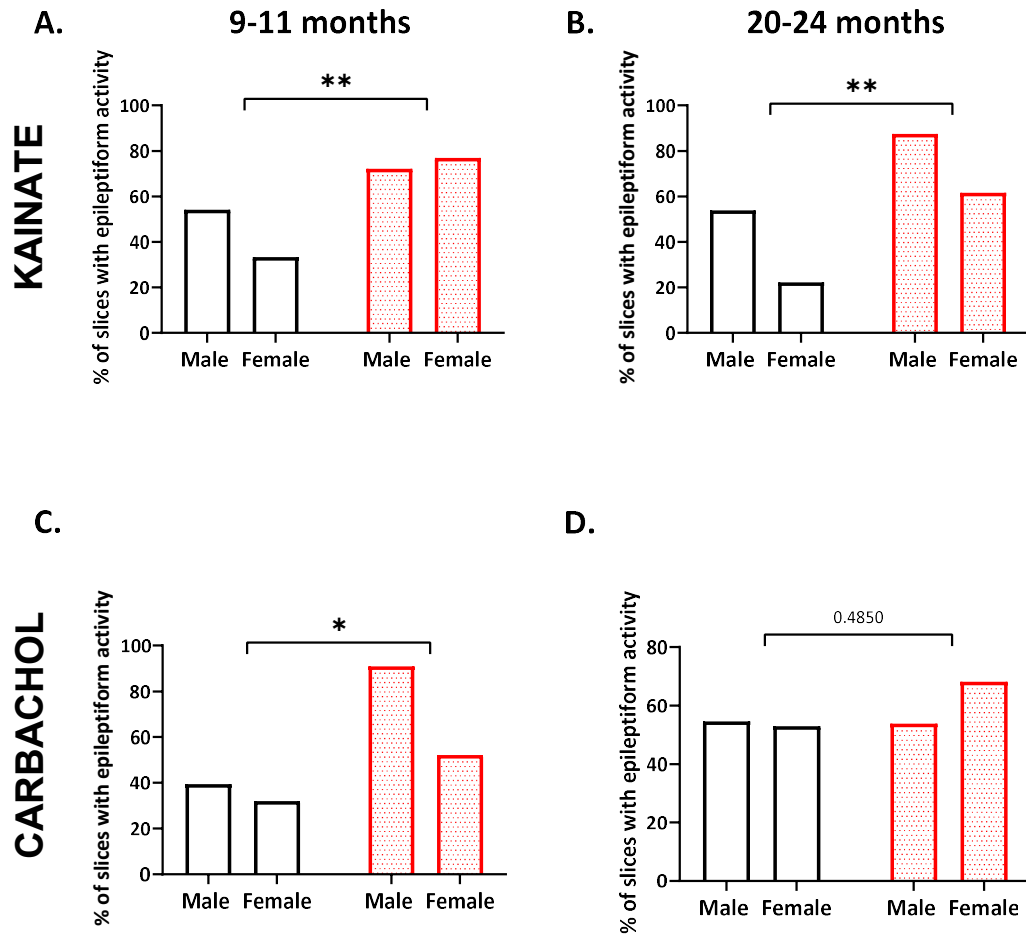 A.
9-11 months
B.
20-24 months
KAINATE
% of slices with epileptiform activity
100
80
60
40
20
0
**
Male Female Male Female
% of slices with epileptiform activity
100
80
60
40
20
0
**
Male Female Male Female
C.
D.
CARBACHOL
% of slices with epileptiform activity
100
80
60
40
20
0
*
Male Female Male Female
% of slices with epileptiform activity
80
60
40
20
0
0.4850
Male Female Male Female